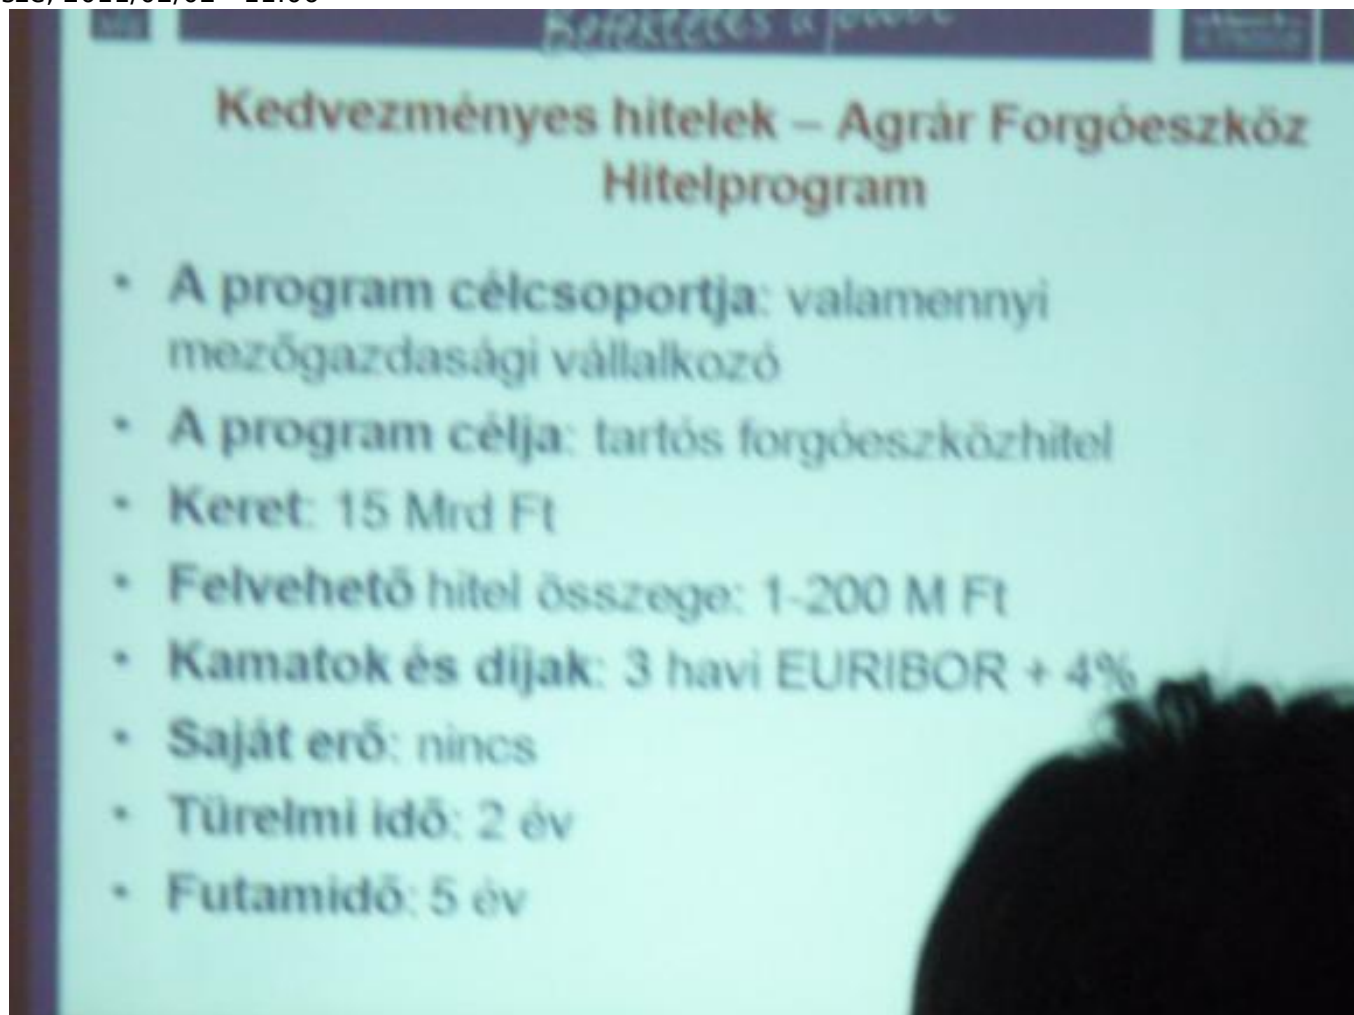 Befektetés a jövőbe
Kedvezményes hitelek – Agrár Forgóeszköz
Hitelprogram
• A program célcsoportja: valamennyi
mezőgazdasági vállalkozó
• A program célja: tartós forgóeszközhitel
• Keret: 15 Mrd Ft
• Felvehető hitel összege: 1-200 M Ft
• Kamatok és díjak: 3 havi EURIBOR + 4%
• Saját erő: nincs
• Türelmi idő: 2 év
• Futamidő: 5 év